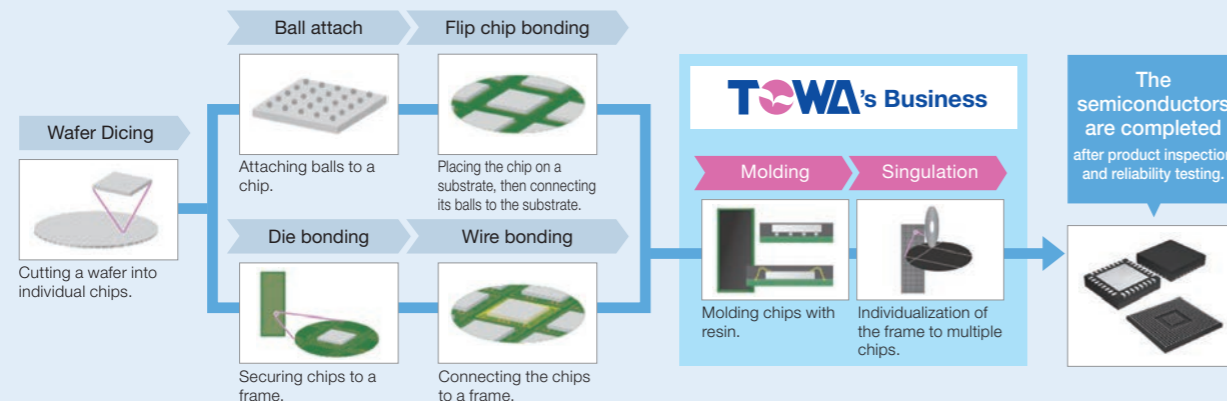 Ball attach
Flip chip bonding
Wafer Dicing
Attaching balls to a
chip.
Placing the chip on a
substrate, then connecting
its balls to the substrate.
Die bonding
Wire bonding
Cutting a wafer into
individual chips.
Securing chips to a
frame.
Connecting the chips
to a frame.
TOWA's Business
Molding
Singulation
Molding chips with
resin.
Individualization of
the frame to multiple
chips.
The
semiconductors
are completed
after product inspection
and reliability testing.